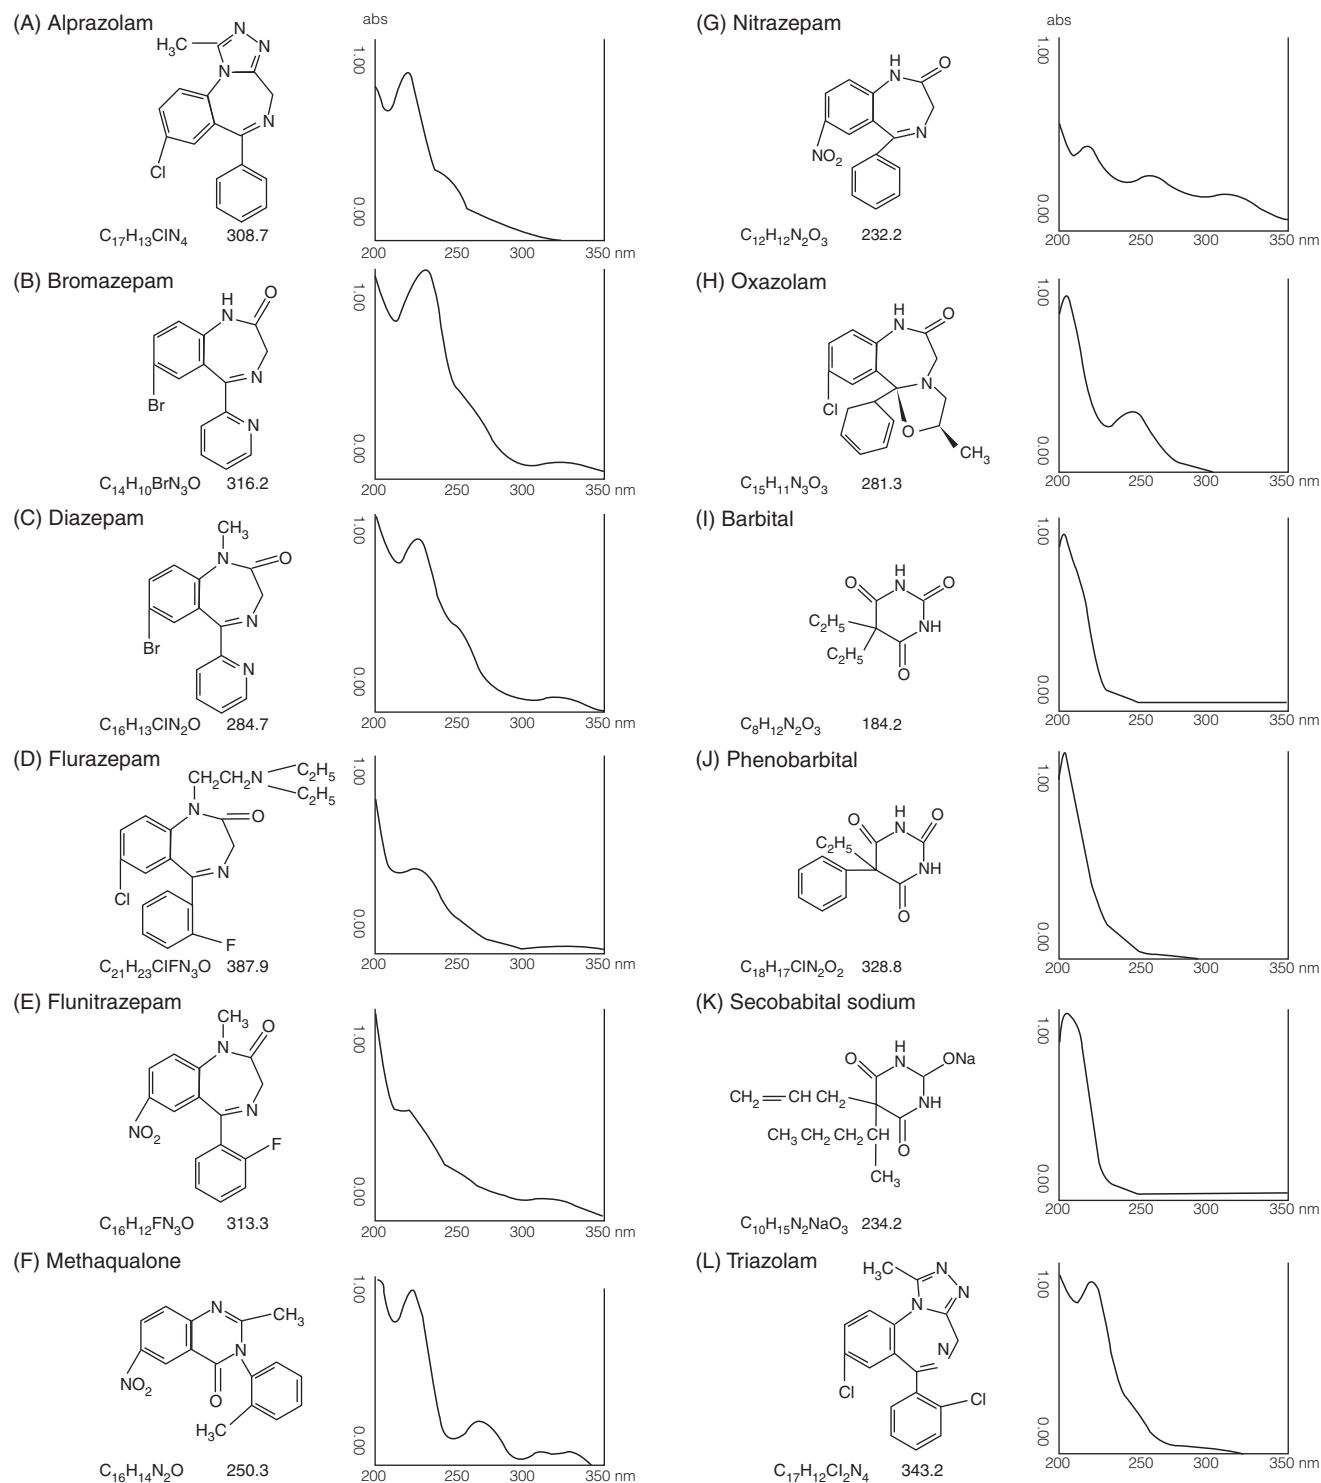 (A) Alprazolam
H3C
N
N
N
N
Cl
C17H13ClN4 308.7
abs
1.00
0.00
200 250 300 350 nm
(B) Bromazepam
H
N
O
N
Br
N
C14H10BrN3O 316.2
1.00
0.00
200 250 300 350 nm
(C) Diazepam
CH3
N
O
N
Br
N
C16H13ClN2O 284.7
1.00
0.00
200 250 300 350 nm
(D) Flurazepam
CH2CH2N
C2H5
C2H5
N
O
N
Cl
F
C21H23ClFN3O 387.9
1.00
0.00
200 250 300 350 nm
(E) Flunitrazepam
CH3
N
O
N
NO2
F
C16H12FN3O 313.3
1.00
0.00
200 250 300 350 nm
(F) Methaqualone
N
CH3
N
NO2
O
H3C
C16H14N2O 250.3
1.00
0.00
200 250 300 350 nm
(G) Nitrazepam
H
N
O
N
NO2
C12H12N2O3 232.2
abs
1.00
0.00
200 250 300 350 nm
(H) Oxazolam
H
N
O
N
Cl
O
CH3
C15H11N3O3 281.3
1.00
0.00
200 250 300 350 nm
(I) Barbital
H
O
N
O
C2H5
NH
C2H5
O
C8H12N2O3 184.2
1.00
0.00
200 250 300 350 nm
(J) Phenobarbital
H
O
N
O
C2H5
NH
O
C18H17ClN2O2 328.8
1.00
0.00
200 250 300 350 nm
(K) Secobabital sodium
H
O
N
ONa
CH2=CH CH2
NH
CH3CH2CH2CH
O
CH3
C10H15N2NaO3 234.2
1.00
0.00
200 250 300 350 nm
(L) Triazolam
H3C
N
N
N
N
Cl
Cl
C17H12Cl2N4 343.2
1.00
0.00
200 250 300 350 nm